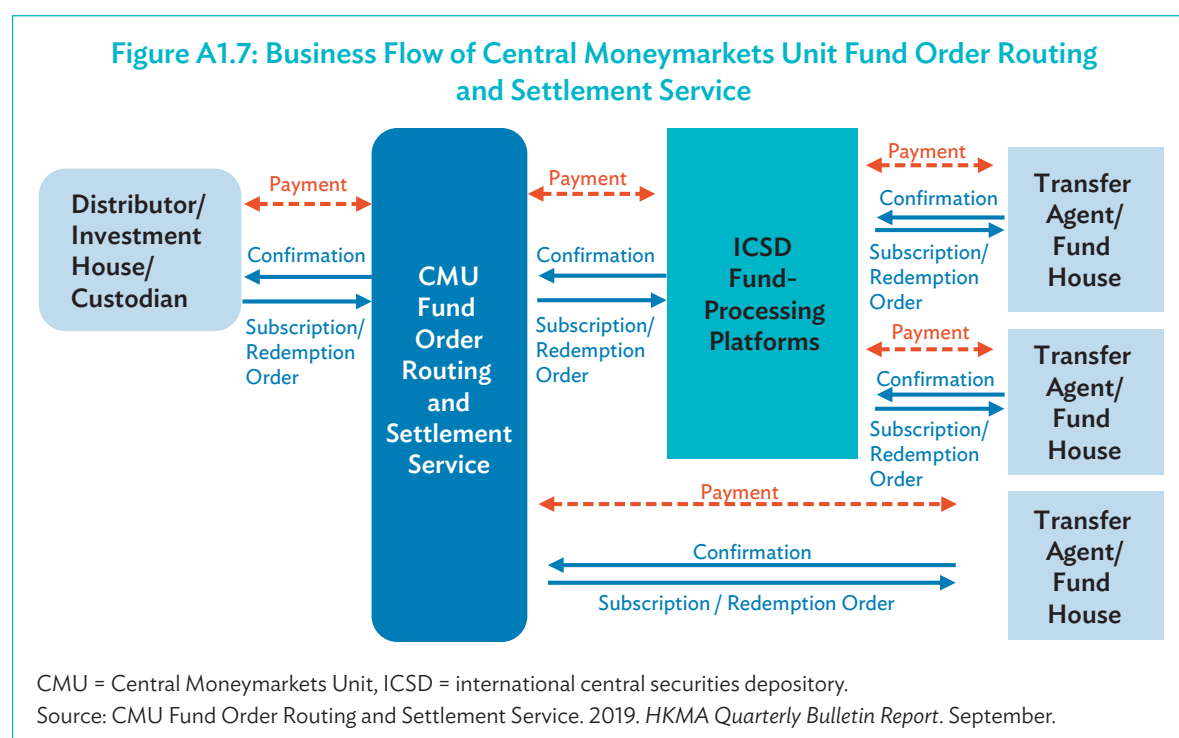 Figure A1.7: Business Flow of Central Moneymarkets Unit Fund Order Routing
and Settlement Service
Distributor/
Investment
House/
Custodian
Payment
Confirmation
Subscription/
Redemption
Order
CMU
Fund
Order
Routing
and
Settlement
Service
Payment
Confirmation
Subscription/
Redemption
Order
ICSD
Fund-
Processing
Platforms
Payment
Confirmation
Subscription/
Redemption
Order
Transfer
Agent/
Fund
House
Payment
Confirmation
Subscription/
Redemption
Order
Transfer
Agent/
Fund
House
Payment
Confirmation
Subscription / Redemption Order
Transfer
Agent/
Fund
House
CMU = Central Moneymarkets Unit, ICSD = international central securities depository.
Source: CMU Fund Order Routing and Settlement Service. 2019. HKMA Quarterly Bulletin Report. September.